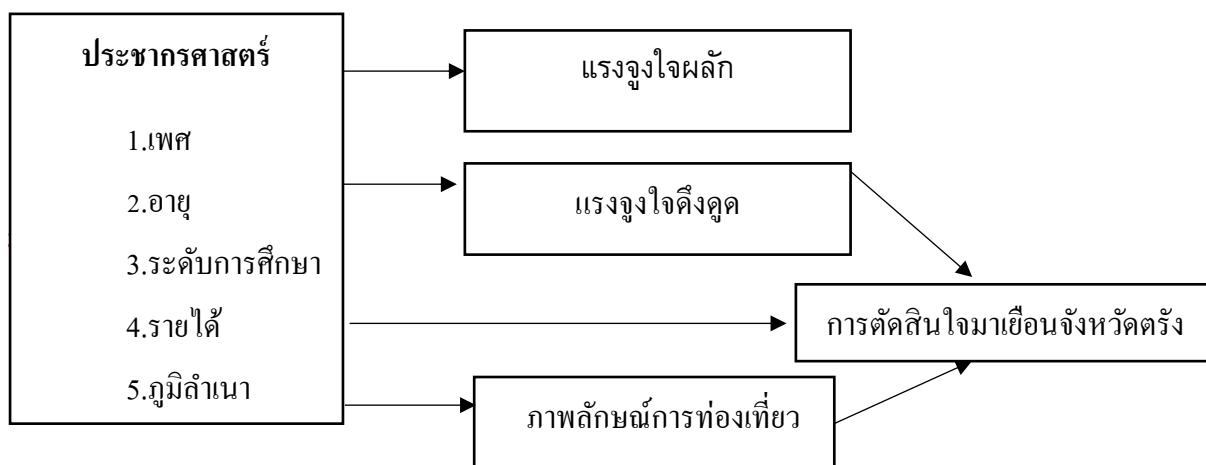 ประชากรศาสตร์
1.เพศ
2.อายุ
3.ระดับการศึกษา
4.รายได้
5.ภูมิลำเนา
แรงจูงใจผลัก
แรงจูงใจดึงดูด
การตัดสินใจมาเยือนจังหวัดตรัง
ภาพลักษณ์การท่องเที่ยว